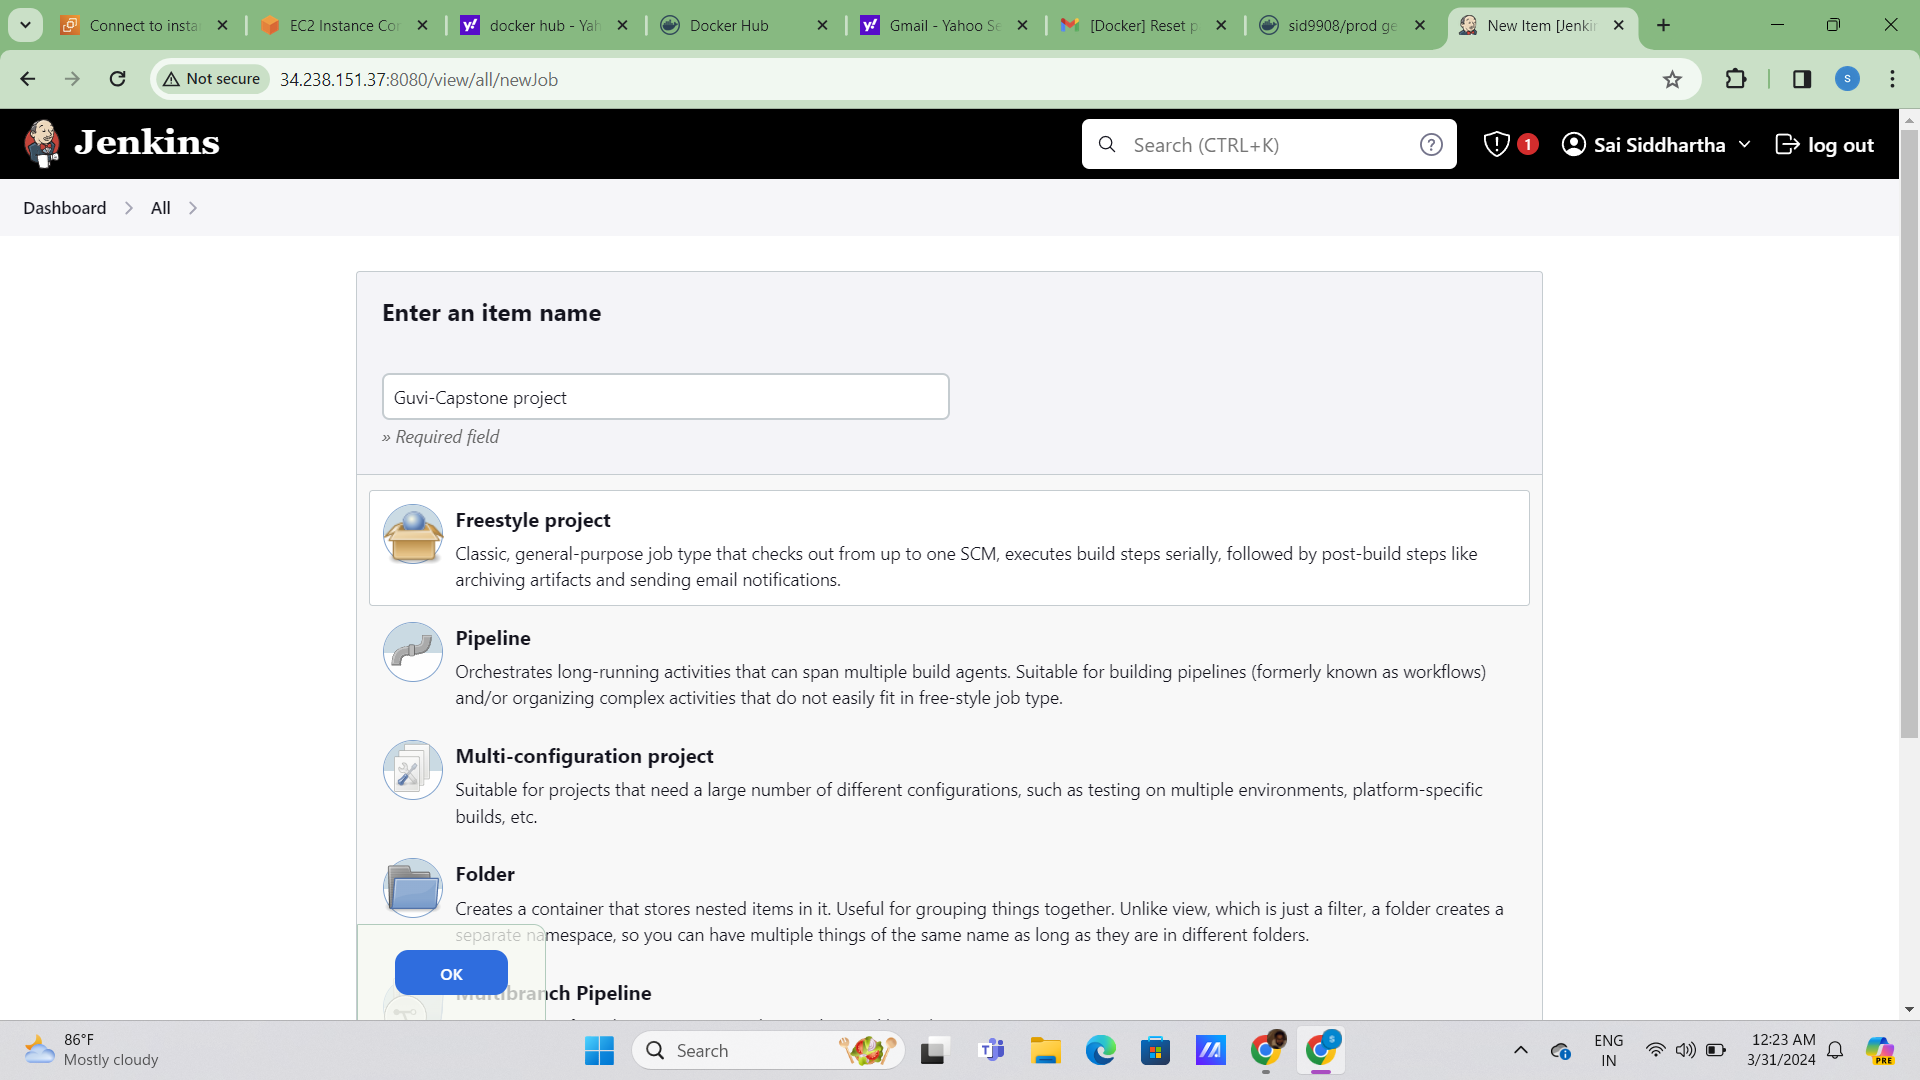 Connect to insta
EC2 Instance Cor
docker hub - Yah
Docker Hub
Gmail - Yahoo Se
[Docker] Reset p
sid9908/prod ge
New Item [Jenkin
Not secure
34.238.151.37:8080/view/all/newJob
s
Jenkins
Search (CTRL+K)
1
Sai Siddhartha
log out
Dashboard
All
Enter an item name
Guvi-Capstone project
» Required field
Freestyle project
Classic, general-purpose job type that checks out from up to one SCM, executes build steps serially, followed by post-build steps like
archiving artifacts and sending email notifications.
Pipeline
Orchestrates long-running activities that can span multiple build agents. Suitable for building pipelines (formerly known as workflows)
and/or organizing complex activities that do not easily fit in free-style job type.
Multi-configuration project
Suitable for projects that need a large number of different configurations, such as testing on multiple environments, platform-specific
builds, etc.
Folder
Creates a container that stores nested items in it. Useful for grouping things together. Unlike view, which is just a filter, a folder creates a
separate namespace, so you can have multiple things of the same name as long as they are in different folders.
OK
Multibranch Pipeline
86°F
Mostly cloudy
Search
ENG
IN
12:23 AM
3/31/2024
PRE